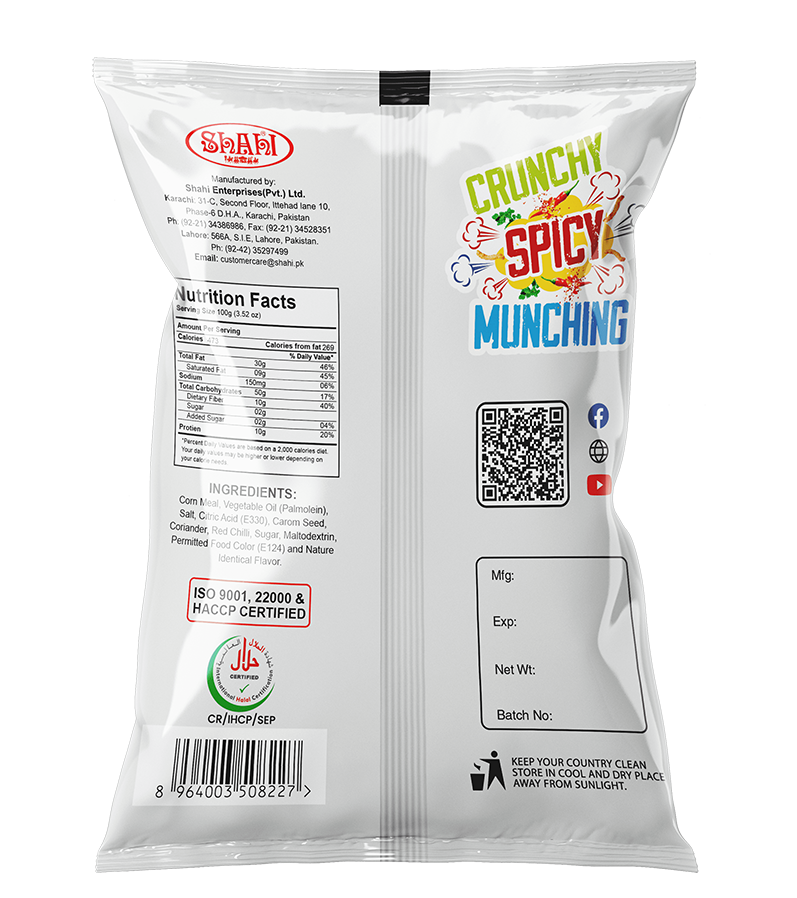 SHAHI
Manufactured by:
Shahi Enterprises(Pvt.) Ltd.
Karachi: 31-C, Second Floor, Ittehad lane 10,
Phase-6 D.H.A., Karachi, Pakistan
Ph: (92-21) 34386986, Fax: (92-21) 34528351
Lahore: 566A, S.I.E, Lahore, Pakistan.
Ph: (92-42) 35297499
Email: customercare@shahi.pk
Nutrition Facts
Serving Size 100g (3.52 oz)
Amount Per Serving
Calories 473 Calories from fat 269
% Daily Value*
Total Fat 30g 46%
Saturated Fat 09g 45%
Sodium 150mg 06%
Total Carbohydrates 50g 17%
Dietary Fiber 10g 40%
Sugar 02g
Added Sugar 02g 04%
Protien 10g 20%
*Percent Daily Values are based on a 2,000 calories diet.
Your daily values may be higher or lower depending on
your calorie needs.
INGREDIENTS:
Corn Meal, Vegetable Oil (Palmolein),
Salt, Citric Acid (E330), Carom Seed,
Coriander, Red Chilli, Sugar, Maltodextrin,
Permitted Food Color (E124) and Nature
Identical Flavor.
ISO 9001, 22000 &
HACCP CERTIFIED
حلال
CERTIFIED
International Halal Certification
CR/IHCP/SEP
8 964003 508227 >
CRUNCHY
SPICY
MUNCHING
Mfg:
Exp:
Net Wt:
Batch No:
KEEP YOUR COUNTRY CLEAN
STORE IN COOL AND DRY PLACE
AWAY FROM SUNLIGHT.